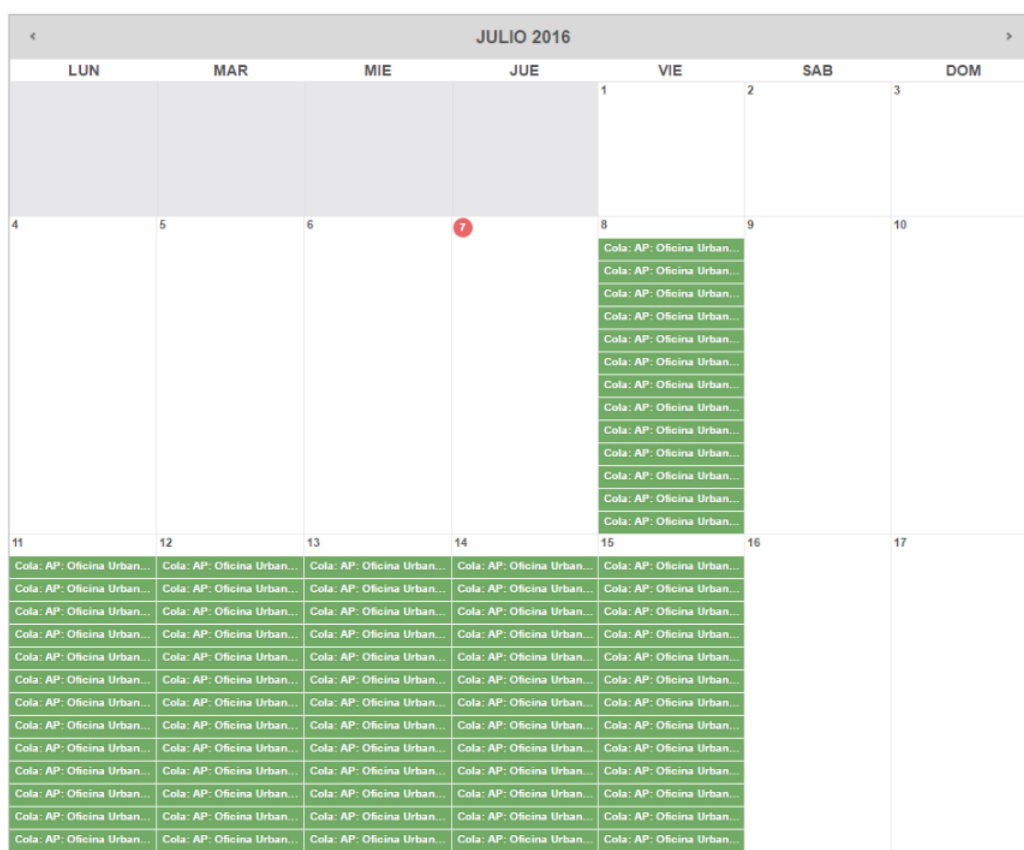 ‹ JULIO 2016 ›
LUN MAR MIE JUE VIE SAB DOM
1 2 3
4 5 6 7 8 9 10
Cola: AP: Oficina Urban...
Cola: AP: Oficina Urban...
Cola: AP: Oficina Urban...
Cola: AP: Oficina Urban...
Cola: AP: Oficina Urban...
Cola: AP: Oficina Urban...
Cola: AP: Oficina Urban...
Cola: AP: Oficina Urban...
Cola: AP: Oficina Urban...
Cola: AP: Oficina Urban...
Cola: AP: Oficina Urban...
Cola: AP: Oficina Urban...
Cola: AP: Oficina Urban...
11 12 13 14 15 16 17
Cola: AP: Oficina Urban... Cola: AP: Oficina Urban... Cola: AP: Oficina Urban... Cola: AP: Oficina Urban... Cola: AP: Oficina Urban...
Cola: AP: Oficina Urban... Cola: AP: Oficina Urban... Cola: AP: Oficina Urban... Cola: AP: Oficina Urban... Cola: AP: Oficina Urban...
Cola: AP: Oficina Urban... Cola: AP: Oficina Urban... Cola: AP: Oficina Urban... Cola: AP: Oficina Urban... Cola: AP: Oficina Urban...
Cola: AP: Oficina Urban... Cola: AP: Oficina Urban... Cola: AP: Oficina Urban... Cola: AP: Oficina Urban... Cola: AP: Oficina Urban...
Cola: AP: Oficina Urban... Cola: AP: Oficina Urban... Cola: AP: Oficina Urban... Cola: AP: Oficina Urban... Cola: AP: Oficina Urban...
Cola: AP: Oficina Urban... Cola: AP: Oficina Urban... Cola: AP: Oficina Urban... Cola: AP: Oficina Urban... Cola: AP: Oficina Urban...
Cola: AP: Oficina Urban... Cola: AP: Oficina Urban... Cola: AP: Oficina Urban... Cola: AP: Oficina Urban... Cola: AP: Oficina Urban...
Cola: AP: Oficina Urban... Cola: AP: Oficina Urban... Cola: AP: Oficina Urban... Cola: AP: Oficina Urban... Cola: AP: Oficina Urban...
Cola: AP: Oficina Urban... Cola: AP: Oficina Urban... Cola: AP: Oficina Urban... Cola: AP: Oficina Urban... Cola: AP: Oficina Urban...
Cola: AP: Oficina Urban... Cola: AP: Oficina Urban... Cola: AP: Oficina Urban... Cola: AP: Oficina Urban... Cola: AP: Oficina Urban...
Cola: AP: Oficina Urban... Cola: AP: Oficina Urban... Cola: AP: Oficina Urban... Cola: AP: Oficina Urban... Cola: AP: Oficina Urban...
Cola: AP: Oficina Urban... Cola: AP: Oficina Urban... Cola: AP: Oficina Urban... Cola: AP: Oficina Urban... Cola: AP: Oficina Urban...
Cola: AP: Oficina Urban... Cola: AP: Oficina Urban... Cola: AP: Oficina Urban... Cola: AP: Oficina Urban... Cola: AP: Oficina Urban...